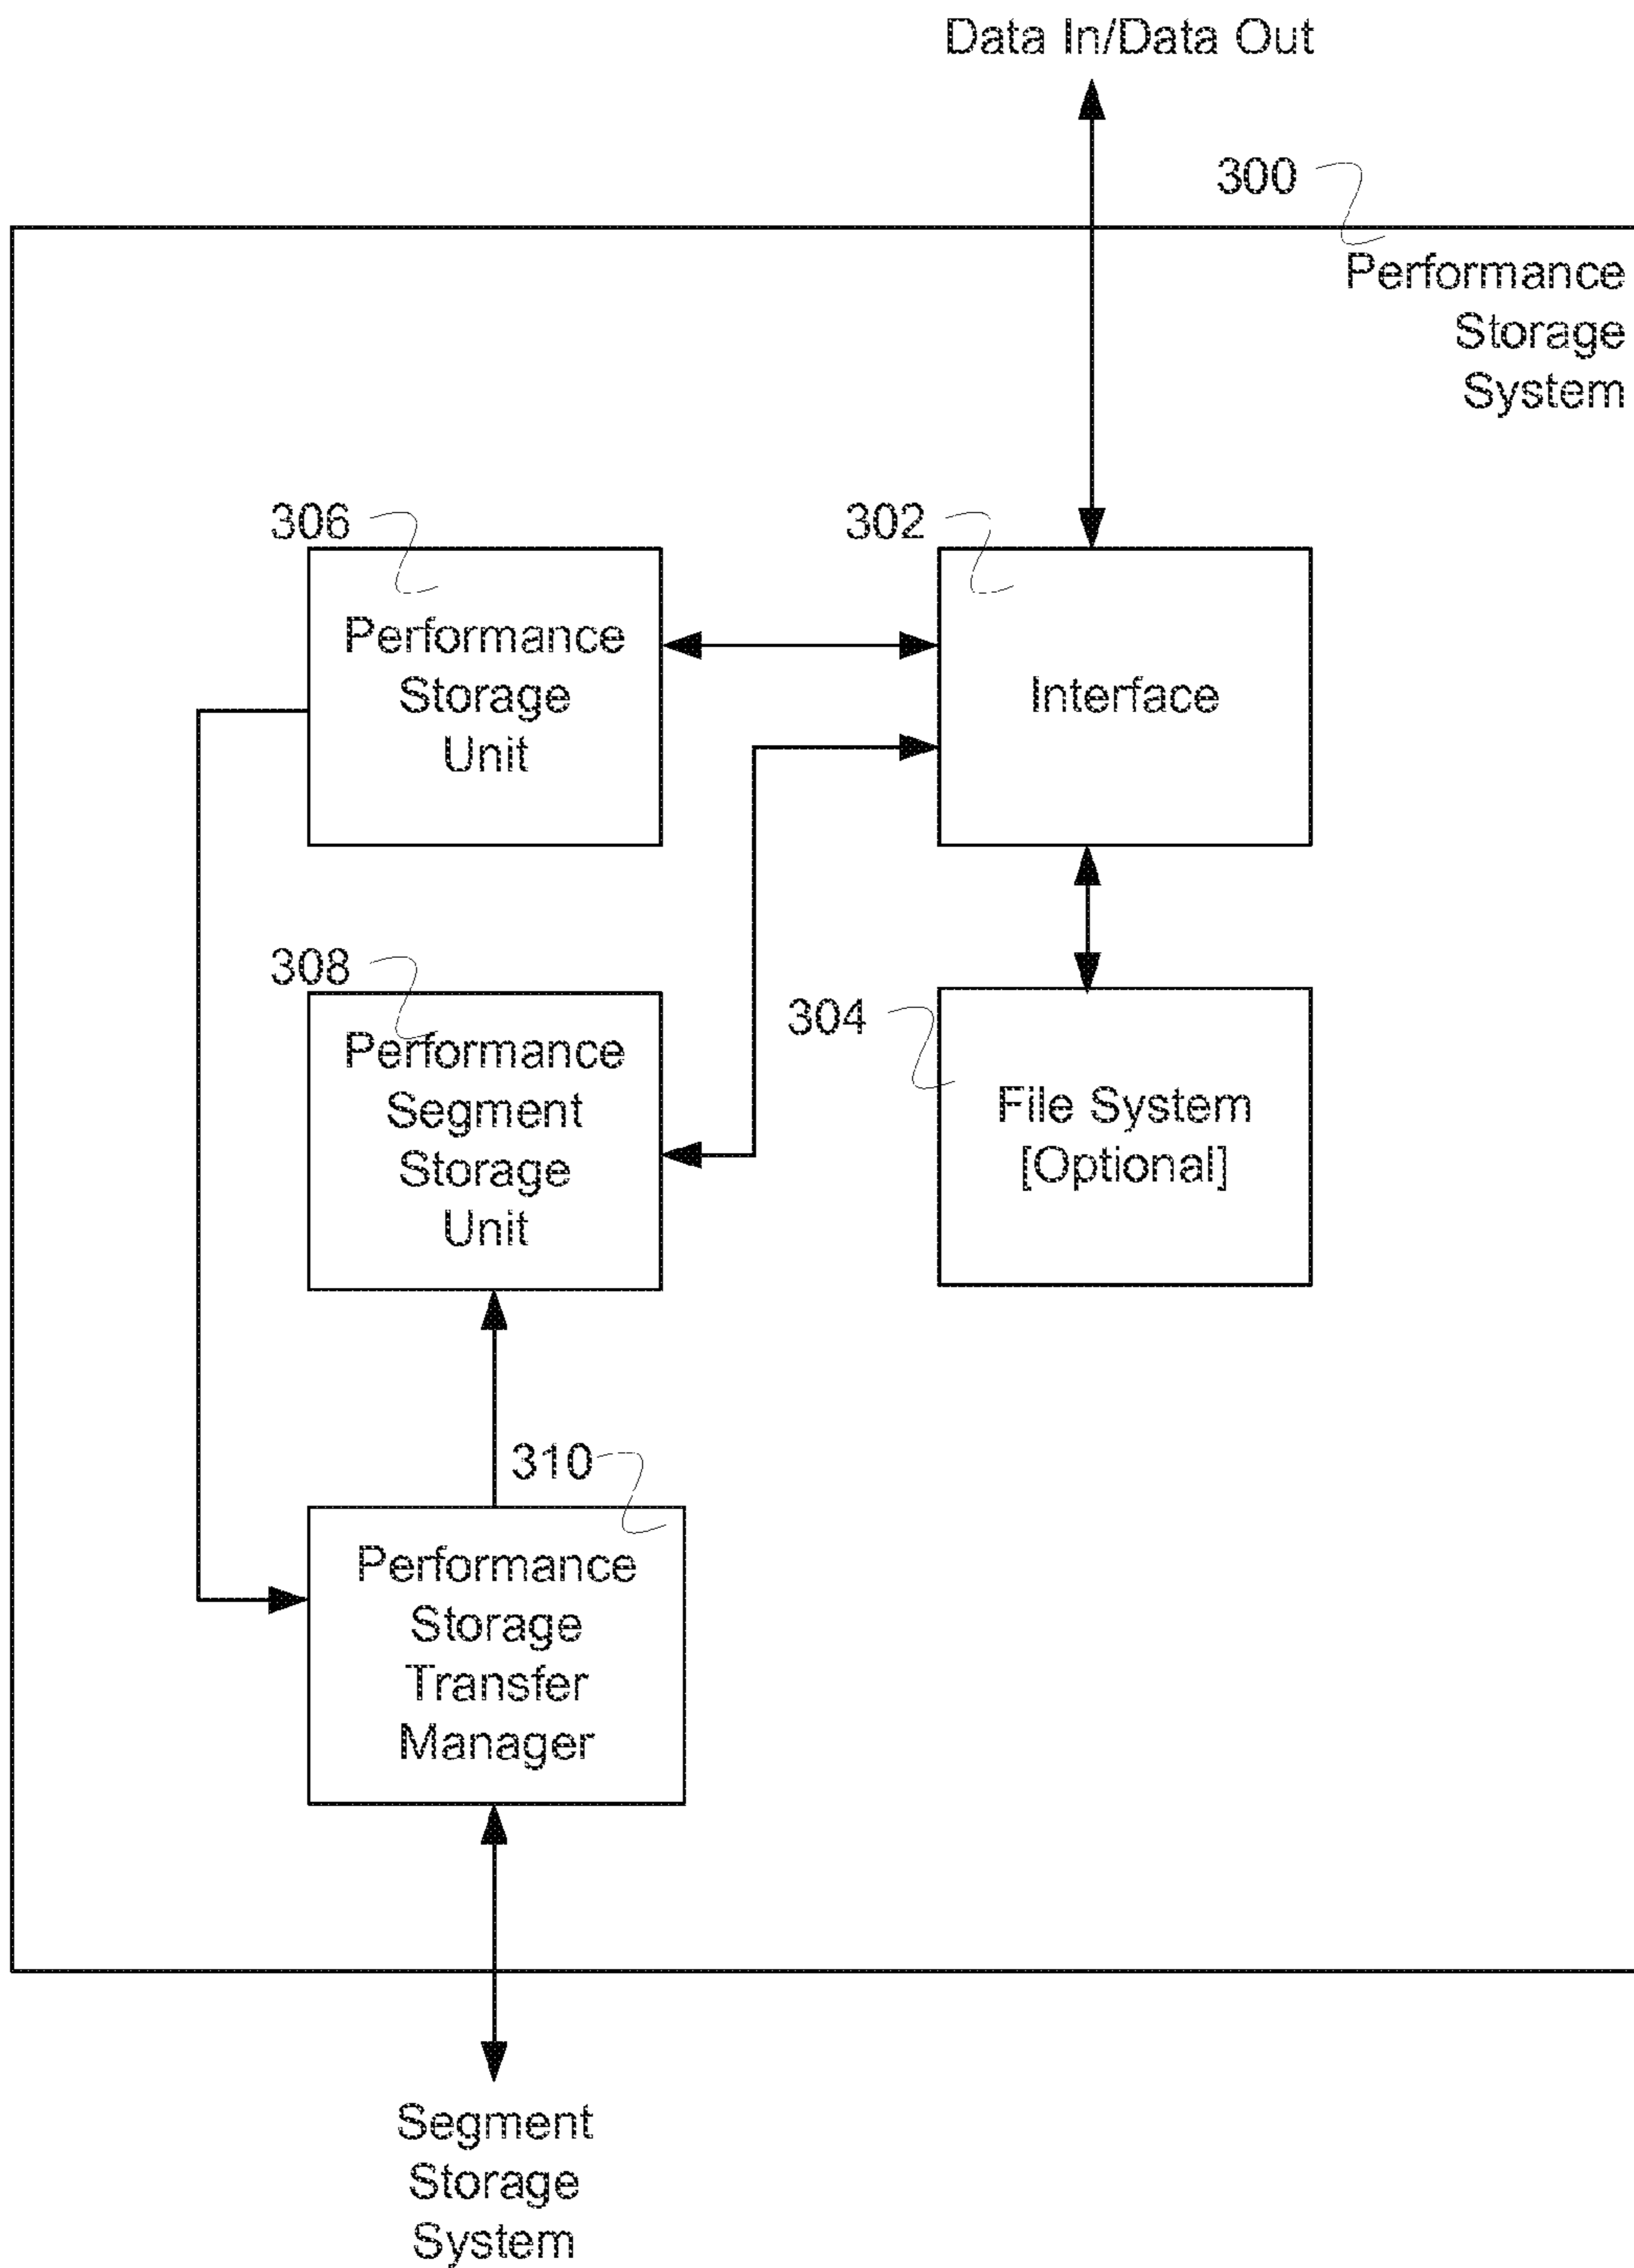 Data In/Data Out
300
Performance
Storage
System
306
Performance
Storage
Unit
302
Interface
308
Performance
Segment
Storage
Unit
304
File System
[Optional]
310
Performance
Storage
Transfer
Manager
Segment
Storage
System